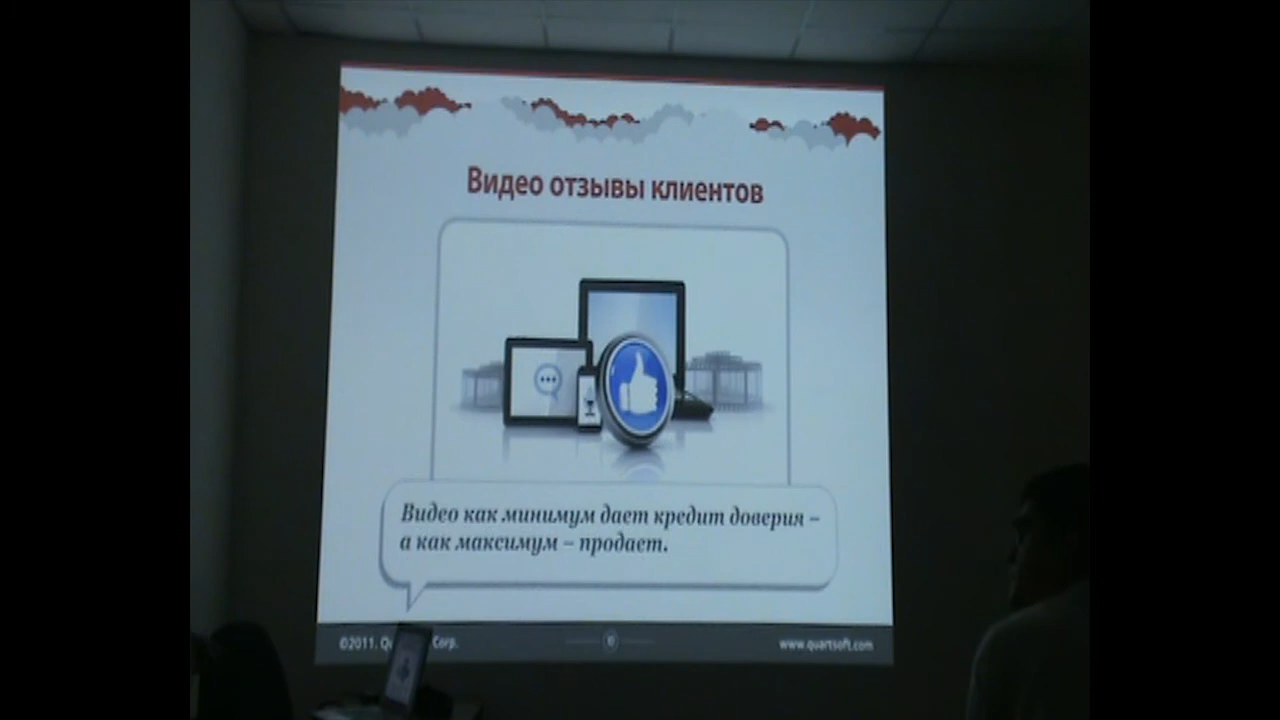 Видео отзывы клиентов
Видео как минимум дает кредит доверия –
а как максимум – продает.
©2011. Corp.
www.quartsoft.com